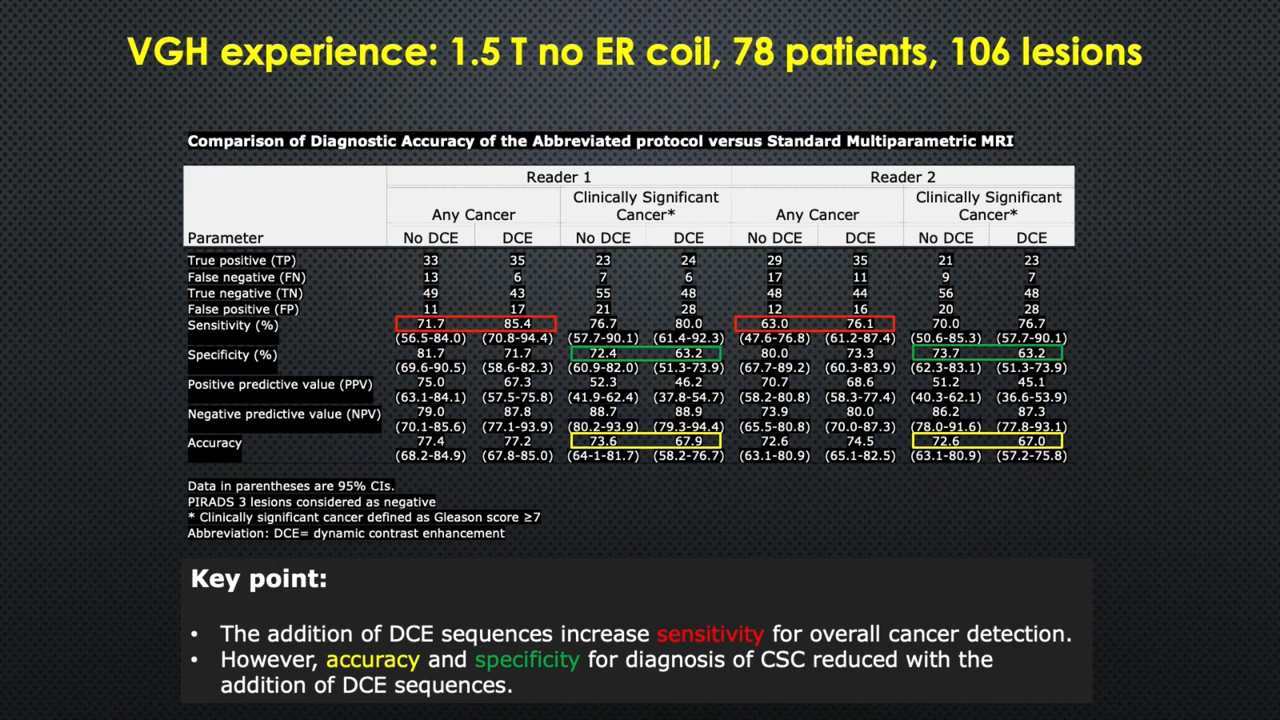 VGH experience: 1.5 T no ER coil, 78 patients, 106 lesions
Comparison of Diagnostic Accuracy of the Abbreviated protocol versus Standard Multiparametric MRI
Reader 1 Reader 2
Any Cancer Clinically Significant Cancer* Any Cancer Clinically Significant Cancer*
Parameter No DCE DCE No DCE DCE No DCE DCE No DCE DCE
True positive (TP) 33 35 23 24 29 35 21 23
False negative (FN) 13 6 7 6 17 11 9 7
True negative (TN) 49 43 55 48 48 44 56 48
False positive (FP) 11 17 21 28 12 16 20 28
Sensitivity (%) 71.7 85.4 76.7 80.0 63.0 76.1 70.0 76.7
(56.5-84.0) (70.8-94.4) (57.7-90.1) (61.4-92.3) (47.6-76.8) (61.2-87.4) (50.6-85.3) (57.7-90.1)
Specificity (%) 81.7 71.7 72.4 63.2 80.0 73.3 73.7 63.2
(69.6-90.5) (58.6-82.3) (60.9-82.0) (51.3-73.9) (67.7-89.2) (60.3-83.9) (62.3-83.1) (51.3-73.9)
Positive predictive value (PPV) 75.0 67.3 52.3 46.2 70.7 68.6 51.2 45.1
(63.1-84.1) (57.5-75.8) (41.9-62.4) (37.8-54.7) (58.2-80.8) (58.3-77.4) (40.3-62.1) (36.6-53.9)
Negative predictive value (NPV) 79.0 87.8 88.7 88.9 73.9 80.0 86.2 87.3
(70.1-85.6) (77.1-93.9) (80.2-93.9) (79.3-94.4) (65.5-80.8) (70.0-87.3) (78.0-91.6) (77.8-93.1)
Accuracy 77.4 77.2 73.6 67.9 72.6 74.5 72.6 67.0
(68.2-84.9) (67.8-85.0) (64-1-81.7) (58.2-76.7) (63.1-80.9) (65.1-82.5) (63.1-80.9) (57.2-75.8)
Data in parentheses are 95% CIs.
PIRADS 3 lesions considered as negative
* Clinically significant cancer defined as Gleason score ≥7
Abbreviation: DCE= dynamic contrast enhancement
Key point:
• The addition of DCE sequences increase sensitivity for overall cancer detection.
• However, accuracy and specificity for diagnosis of CSC reduced with the
addition of DCE sequences.